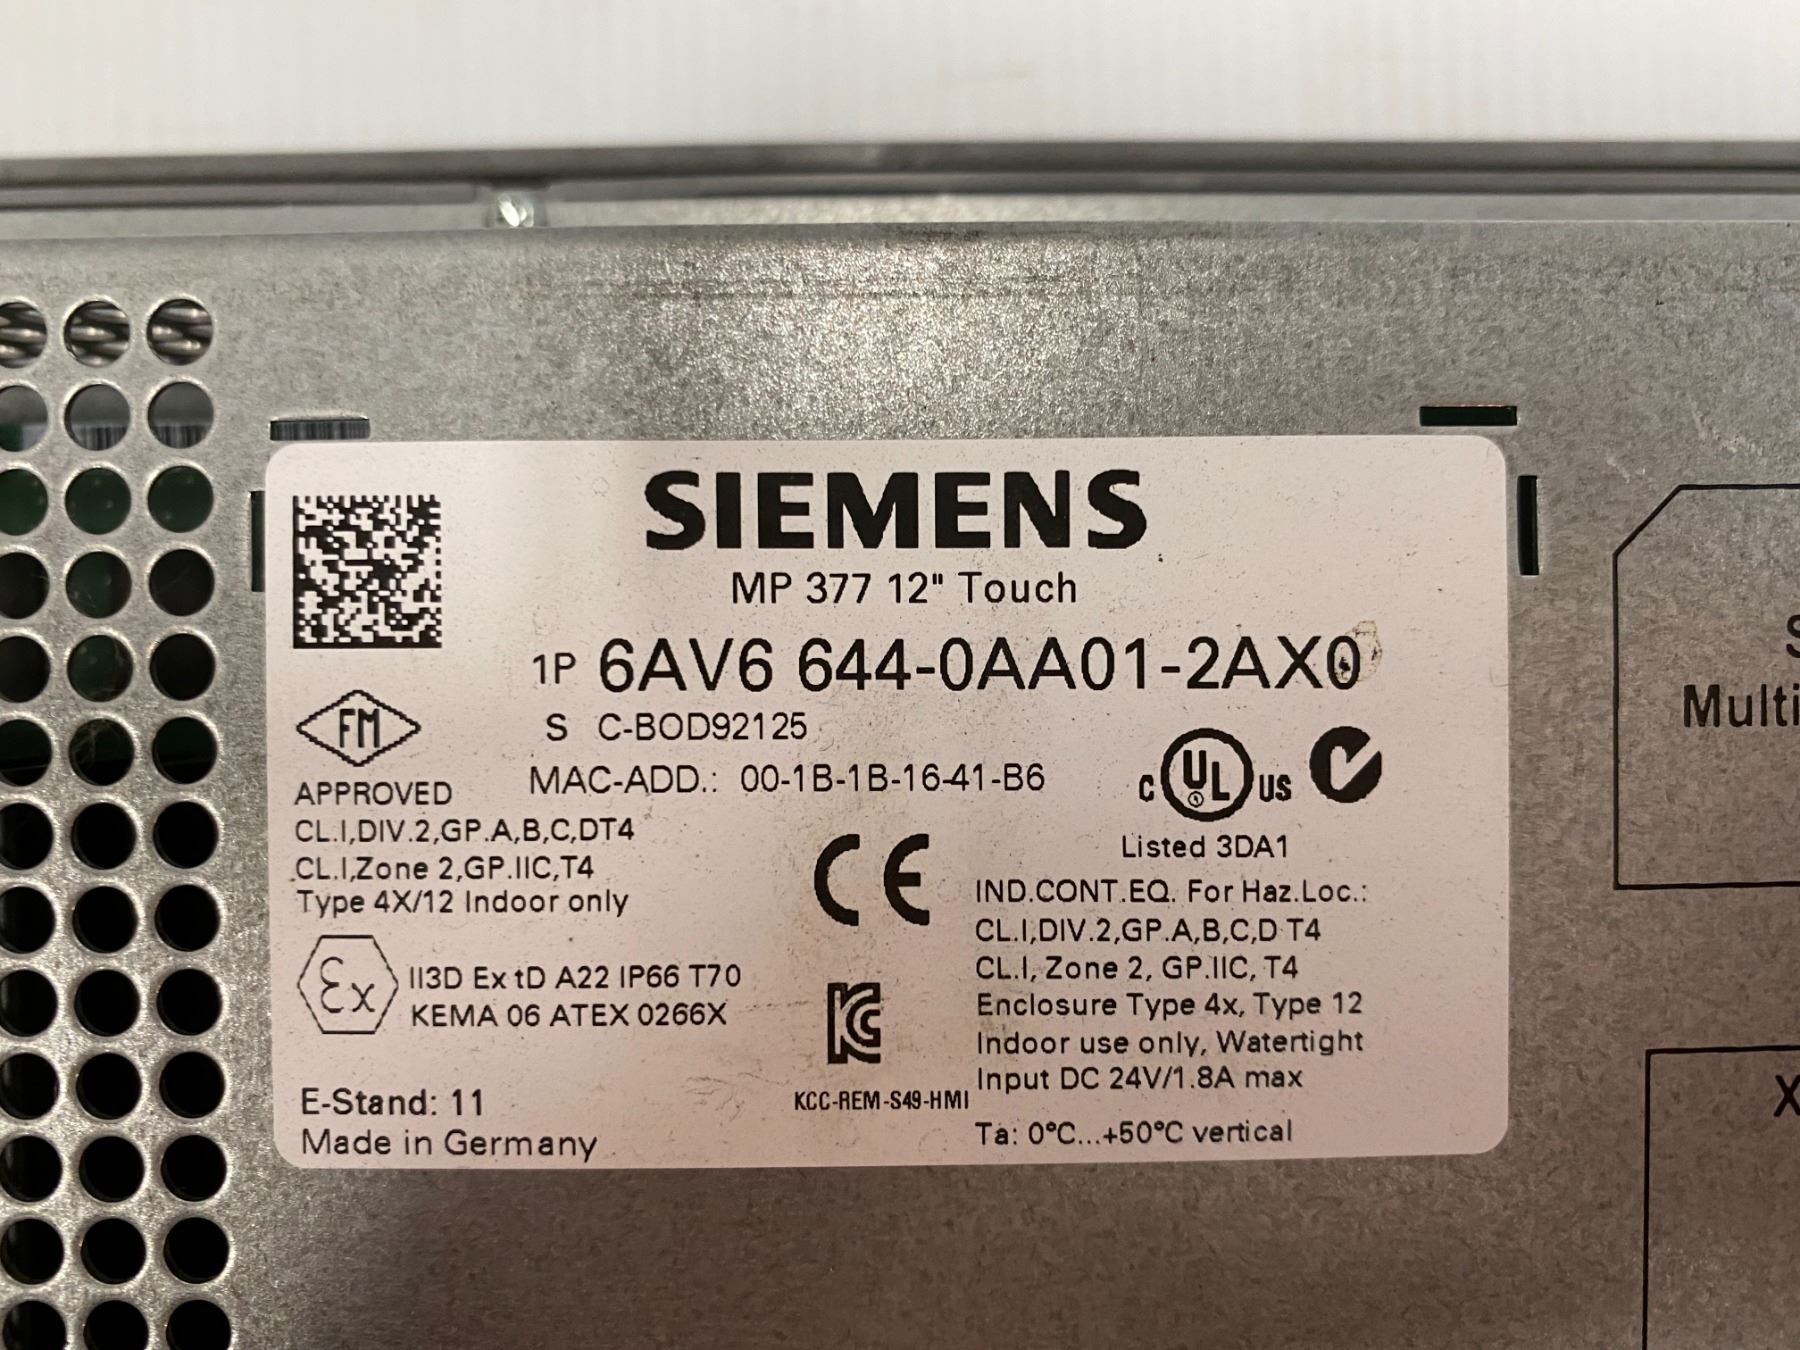 SIEMENS
MP 377 12" Touch
1P 6AV6 644-0AA01-2AX0
S C-BOD92125
MAC-ADD.: 00-1B-1B-16-41-B6
FM
APPROVED
CL.I,DIV.2,GP.A,B,C,DT4
CL.I,Zone 2,GP.IIC,T4
Type 4X/12 Indoor only
Ex II3D Ex tD A22 IP66 T70
KEMA 06 ATEX 0266X
E-Stand: 11
Made in Germany
CE
KC
KCC-REM-S49-HMI
C UL US
Listed 3DA1
IND.CONT.EQ. For Haz.Loc.:
CL.I,DIV.2,GP.A,B,C,D T4
CL.I, Zone 2, GP.IIC, T4
Enclosure Type 4x, Type 12
Indoor use only, Watertight
Input DC 24V/1.8A max
Ta: 0°C...+50°C vertical
S
Multi
X